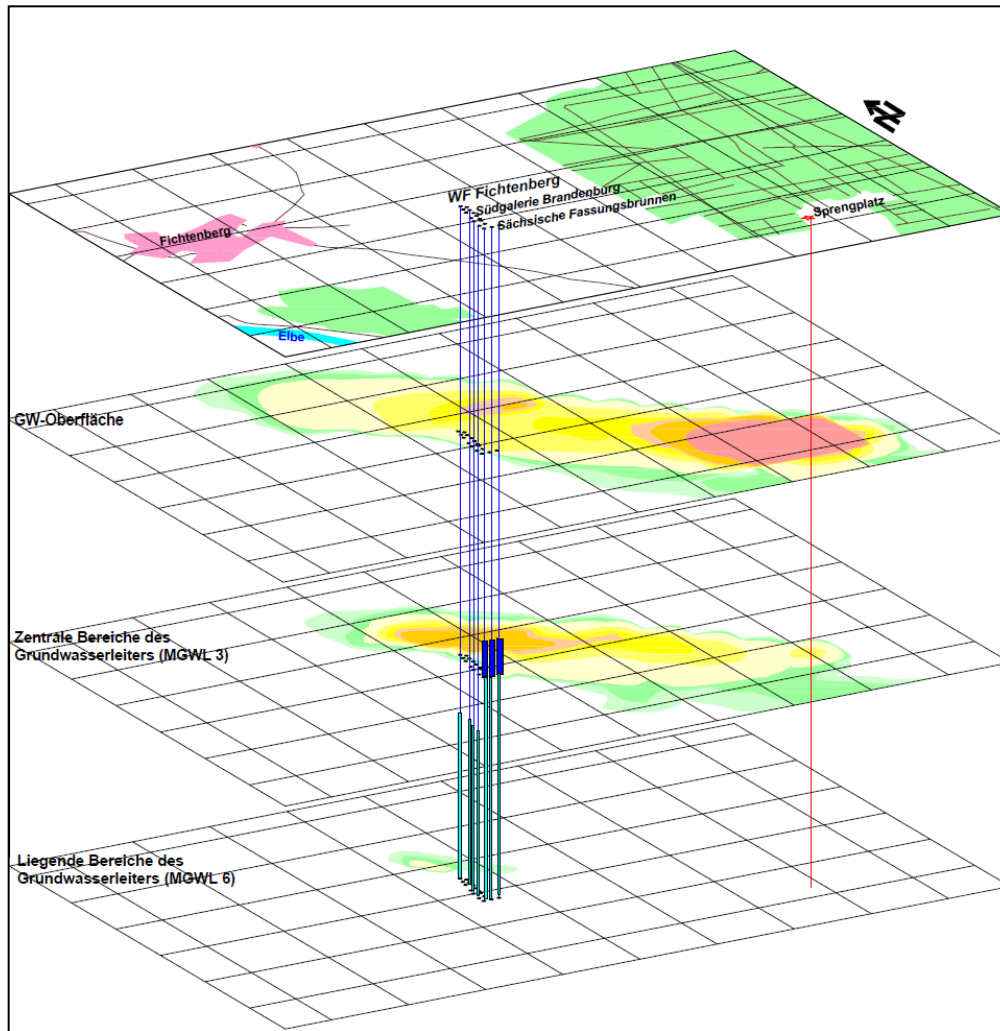 N
WF Fichtenberg
Südgalerie Brandenburg
Sächsische Fassungsbrunnen
Sprengplatz
Fichtenberg
Elbe
GW-Oberfläche
Zentrale Bereiche des
Grundwasserleiters (MGWL 3)
Liegende Bereiche des
Grundwasserleiters (MGWL 6)